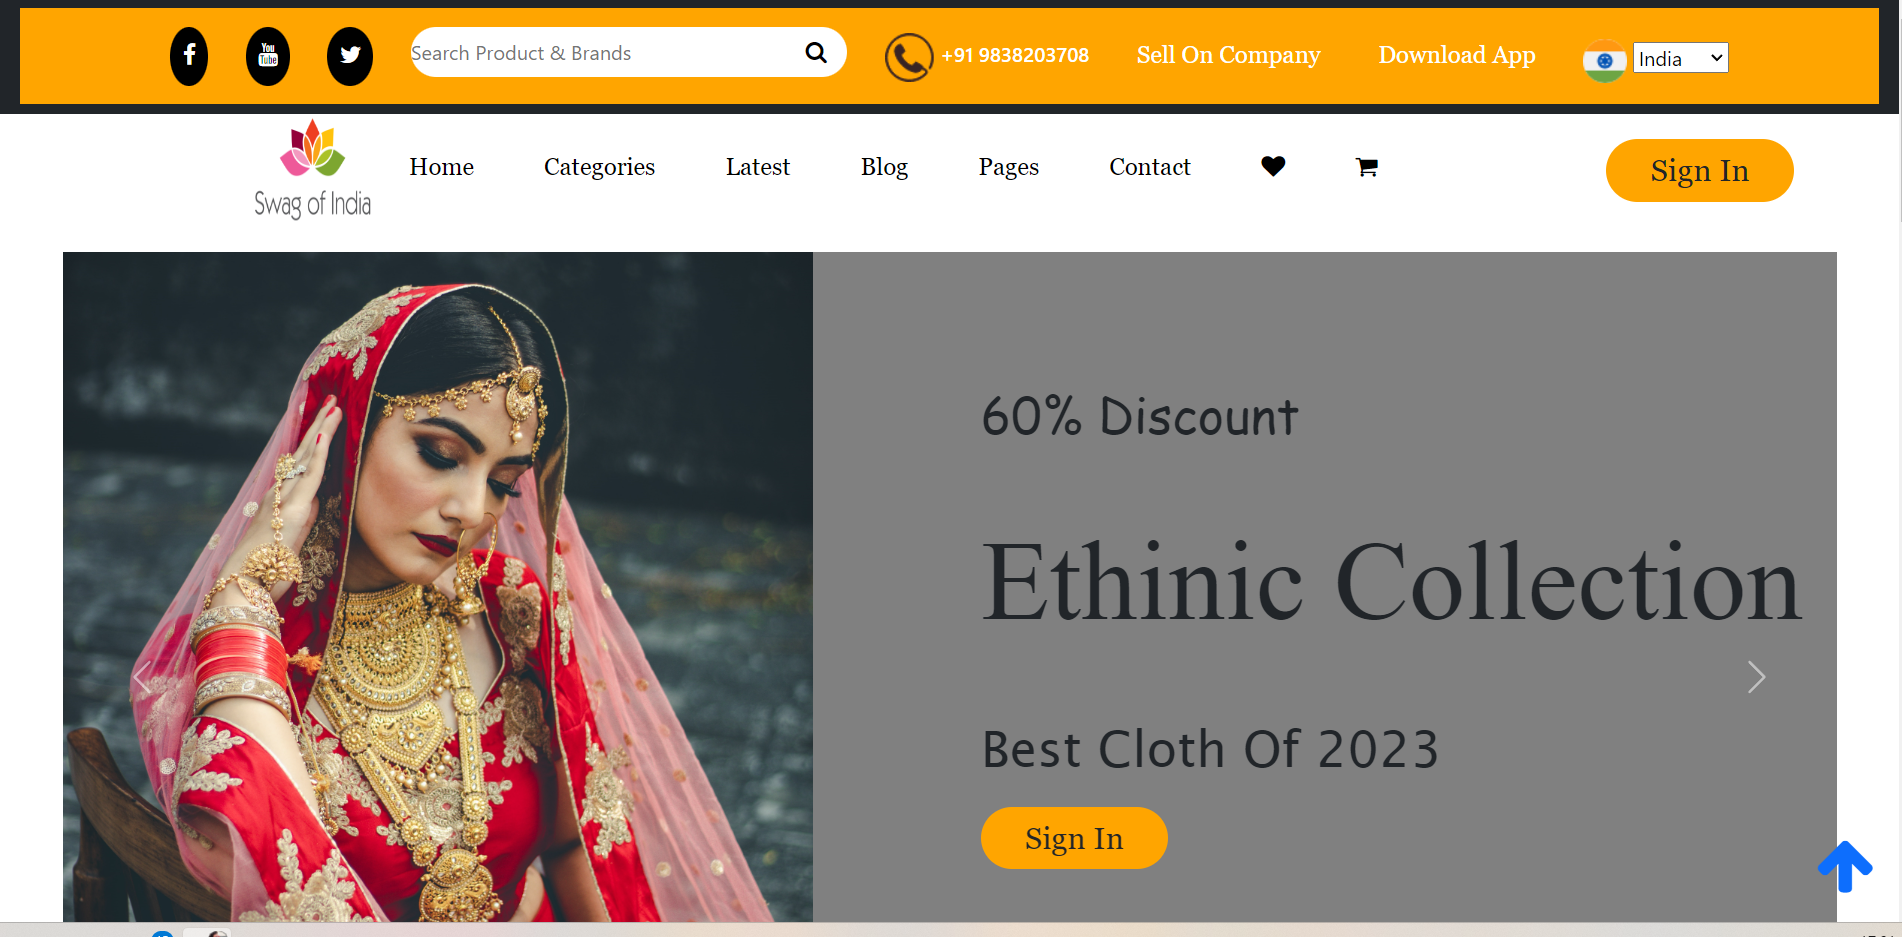 You
Tube
Search Product & Brands
+91 9838203708
Sell On Company
Download App
India
Swag of India
Home
Categories
Latest
Blog
Pages
Contact
Sign In
60% Discount
Ethinic Collection
Best Cloth Of 2023
Sign In